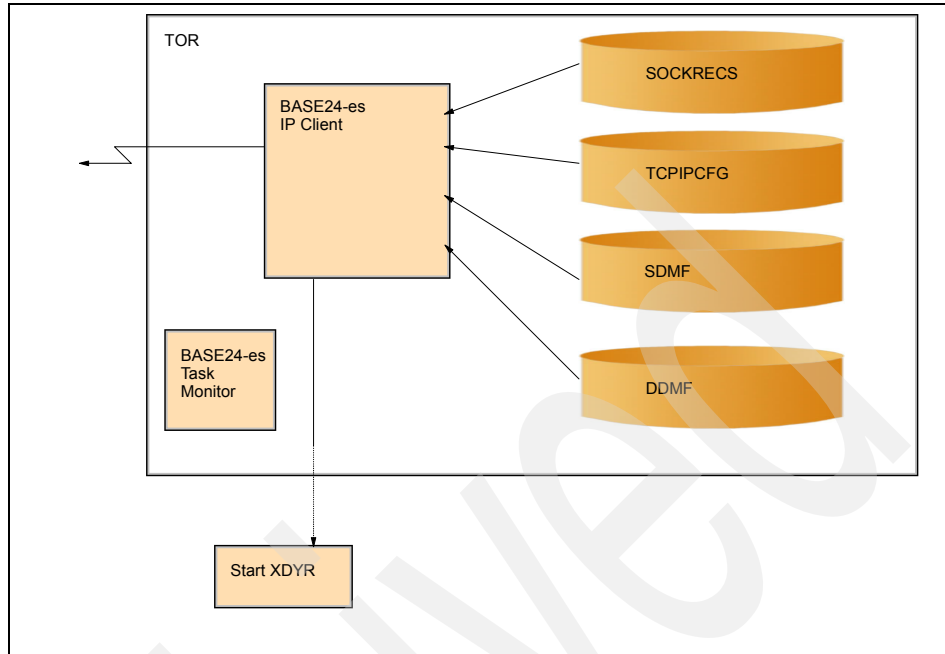 TOR
BASE24-es
IP Client
SOCKRECS
TCPIPCFG
SDMF
DDMF
BASE24-es
Task
Monitor
Start XDYR